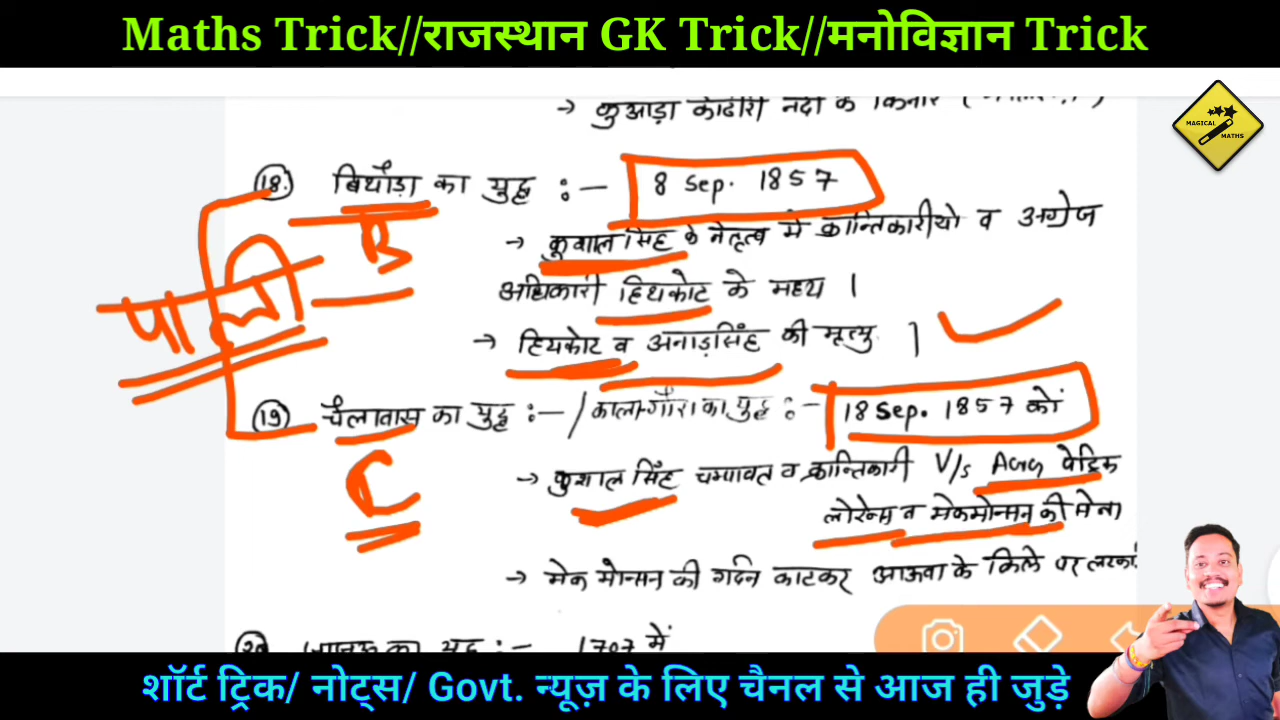 Maths Trick//राजस्थान GK Trick//मनोविज्ञान Trick
MAGICAL MATHS
→ कुआड़ा कोठारी नदी के किनारे
18. बिथौड़ा का युद्ध :- 8 Sep. 1857
→ कुशाल सिंह के नेतृत्व में क्रान्तिकारीयो व अंग्रेज
अधिकारी हिथकोट के मध्य ।
→ हिथकोट व अनाड़सिंह की मृत्यु ।
पाली
B
19 चैलावास का युद्ध :- / काला-गौरा का युद्ध :- 18 Sep. 1857 कों
C
→ कुशाल सिंह चम्पावत व क्रान्तिकारी V/s AGG पेट्रिक
लोरेन्स व मेकमोन्सन की सेना
→ मेक मोन्सन की गर्दन काटकर आऊवा के किले पर
20 का युद्ध :- 1707 में
शॉर्ट ट्रिक/ नोट्स/ Govt. न्यूज़ के लिए चैनल से आज ही जुड़े